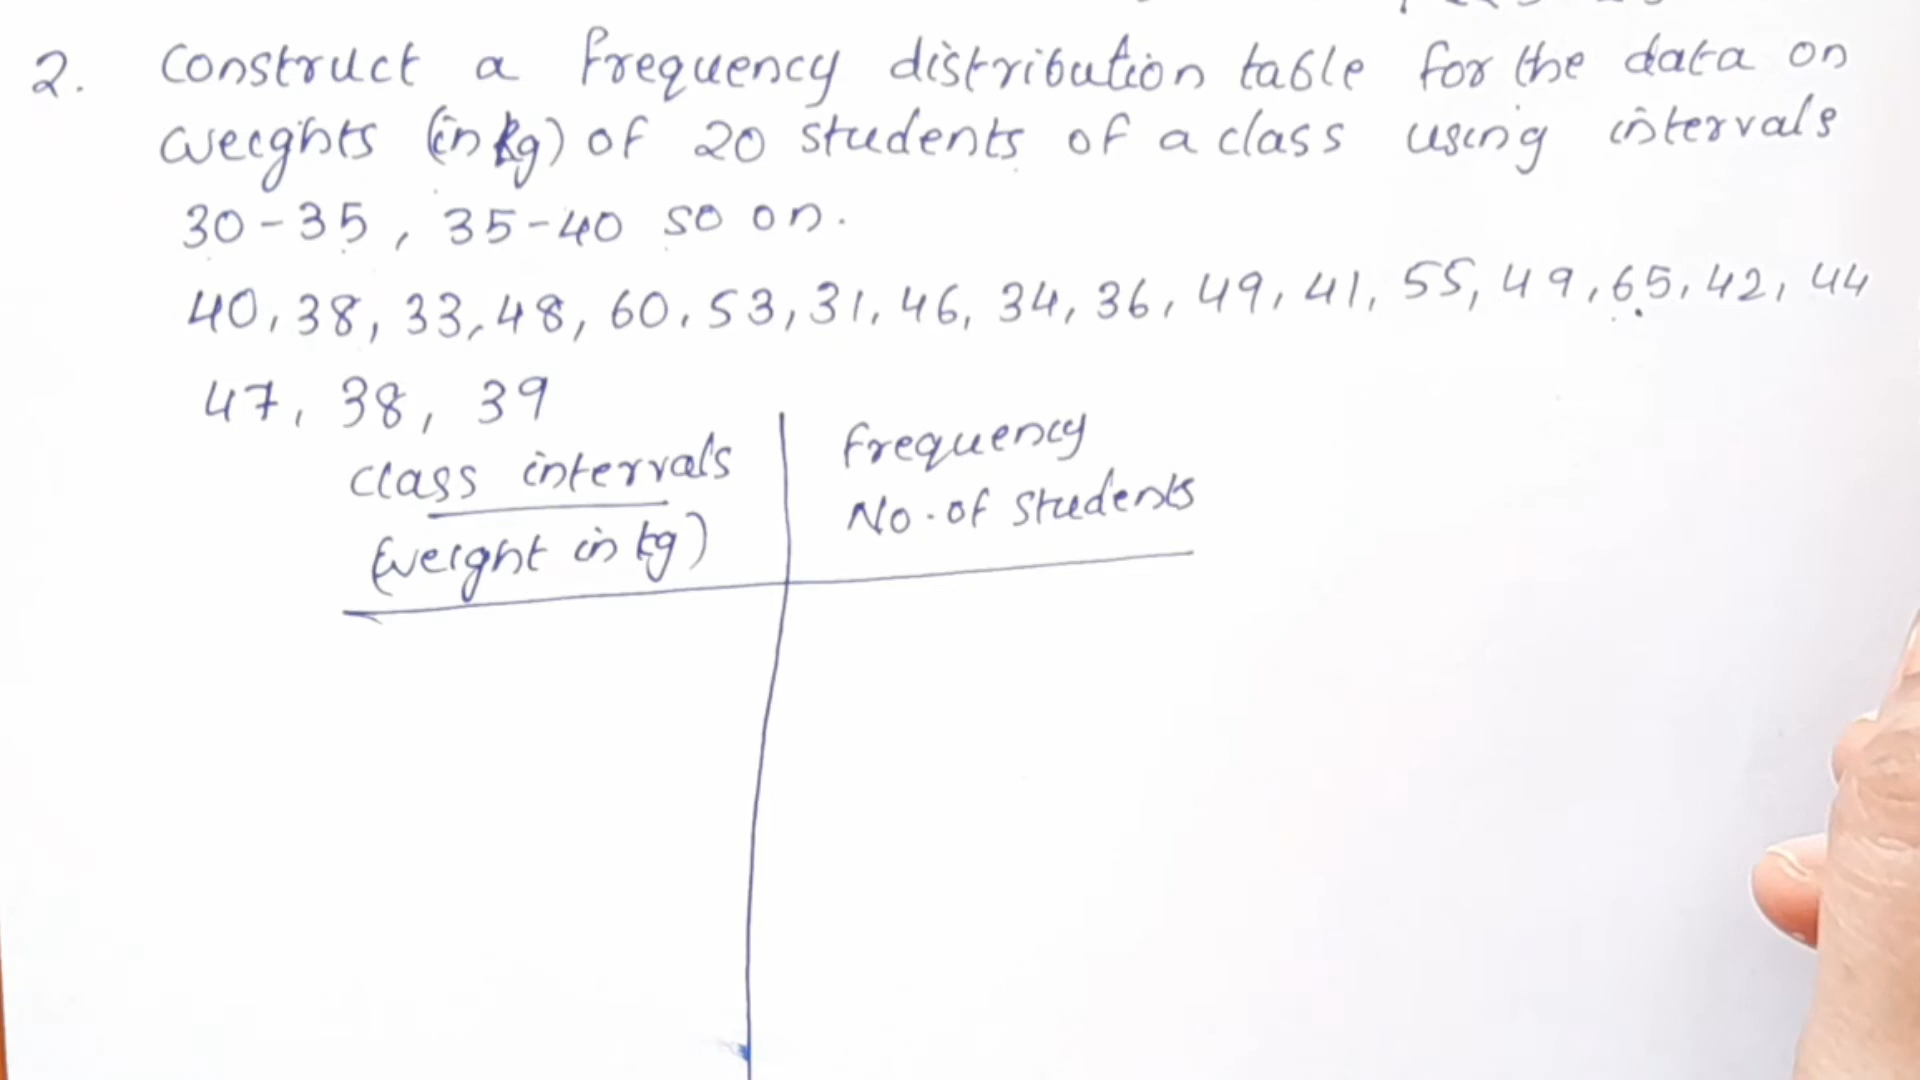 2. Construct a frequency distribution table for the data on
weights (in kg) of 20 students of a class using intervals
30-35, 35-40 so on.
40, 38, 33, 48, 60, 53, 31, 46, 34, 36, 49, 41, 55, 49, 65, 42, 44
47, 38, 39
class intervals
(weight in kg)
frequency
No. of students